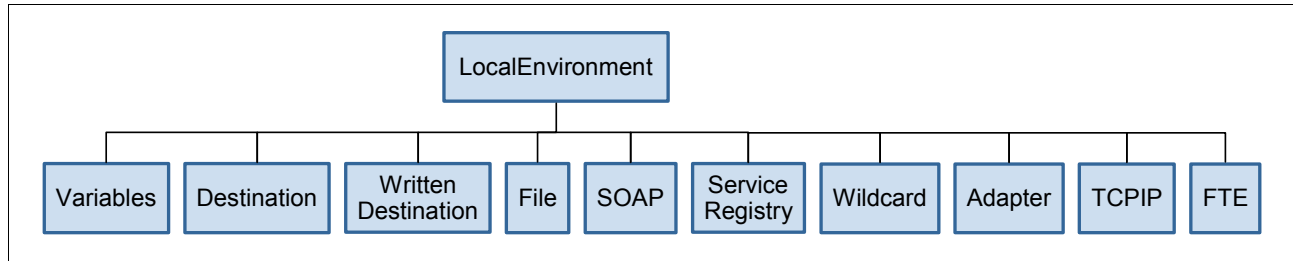 LocalEnvironment
Variables
Destination
Written
Destination
File
SOAP
Service
Registry
Wildcard
Adapter
TCPIP
FTE